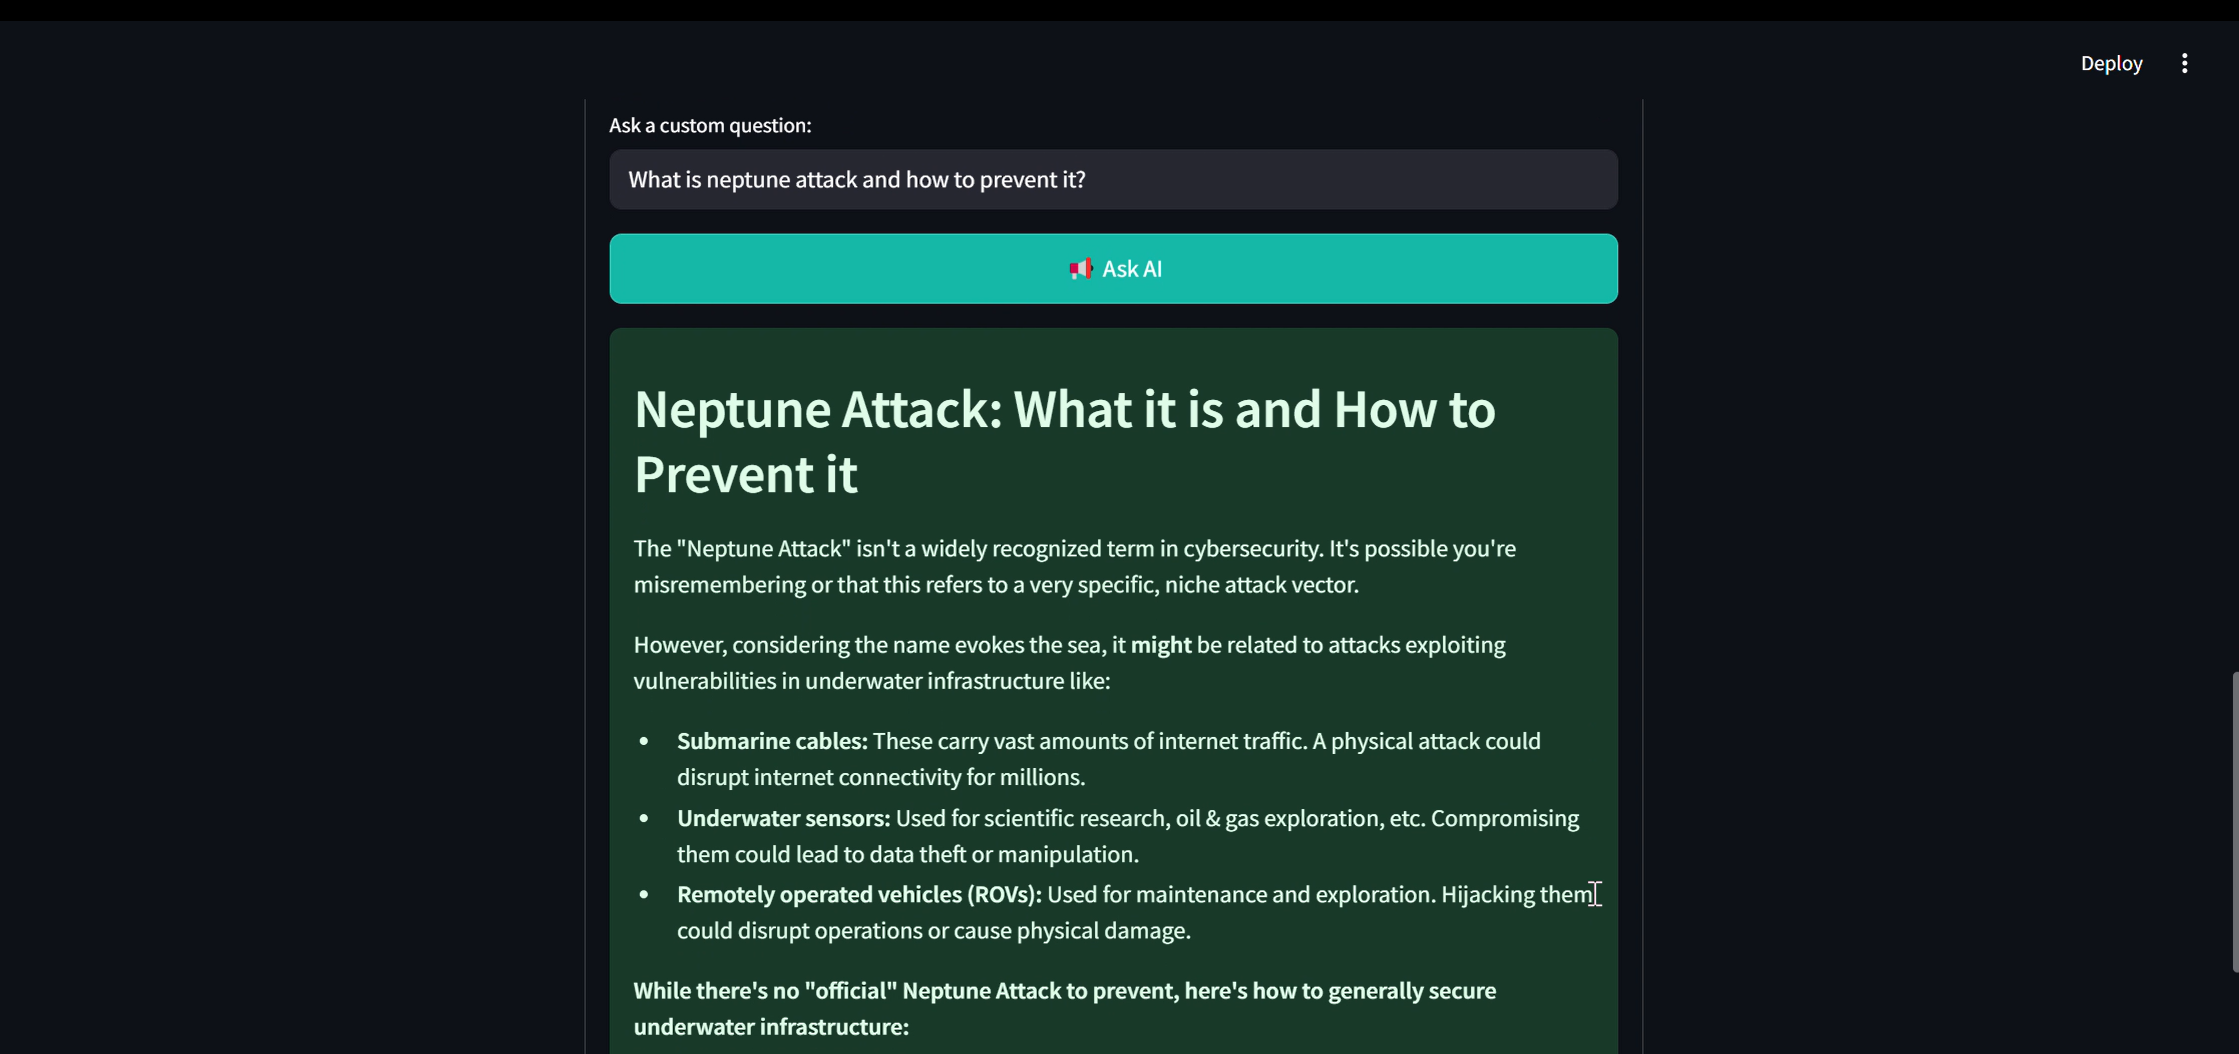 Deploy
Ask a custom question:
What is neptune attack and how to prevent it?
Ask AI
Neptune Attack: What it is and How to
Prevent it
The "Neptune Attack" isn't a widely recognized term in cybersecurity. It's possible you're
misremembering or that this refers to a very specific, niche attack vector.
However, considering the name evokes the sea, it might be related to attacks exploiting
vulnerabilities in underwater infrastructure like:
• Submarine cables: These carry vast amounts of internet traffic. A physical attack could
disrupt internet connectivity for millions.
• Underwater sensors: Used for scientific research, oil & gas exploration, etc. Compromising
them could lead to data theft or manipulation.
• Remotely operated vehicles (ROVs): Used for maintenance and exploration. Hijacking them
could disrupt operations or cause physical damage.
While there's no "official" Neptune Attack to prevent, here's how to generally secure
underwater infrastructure: